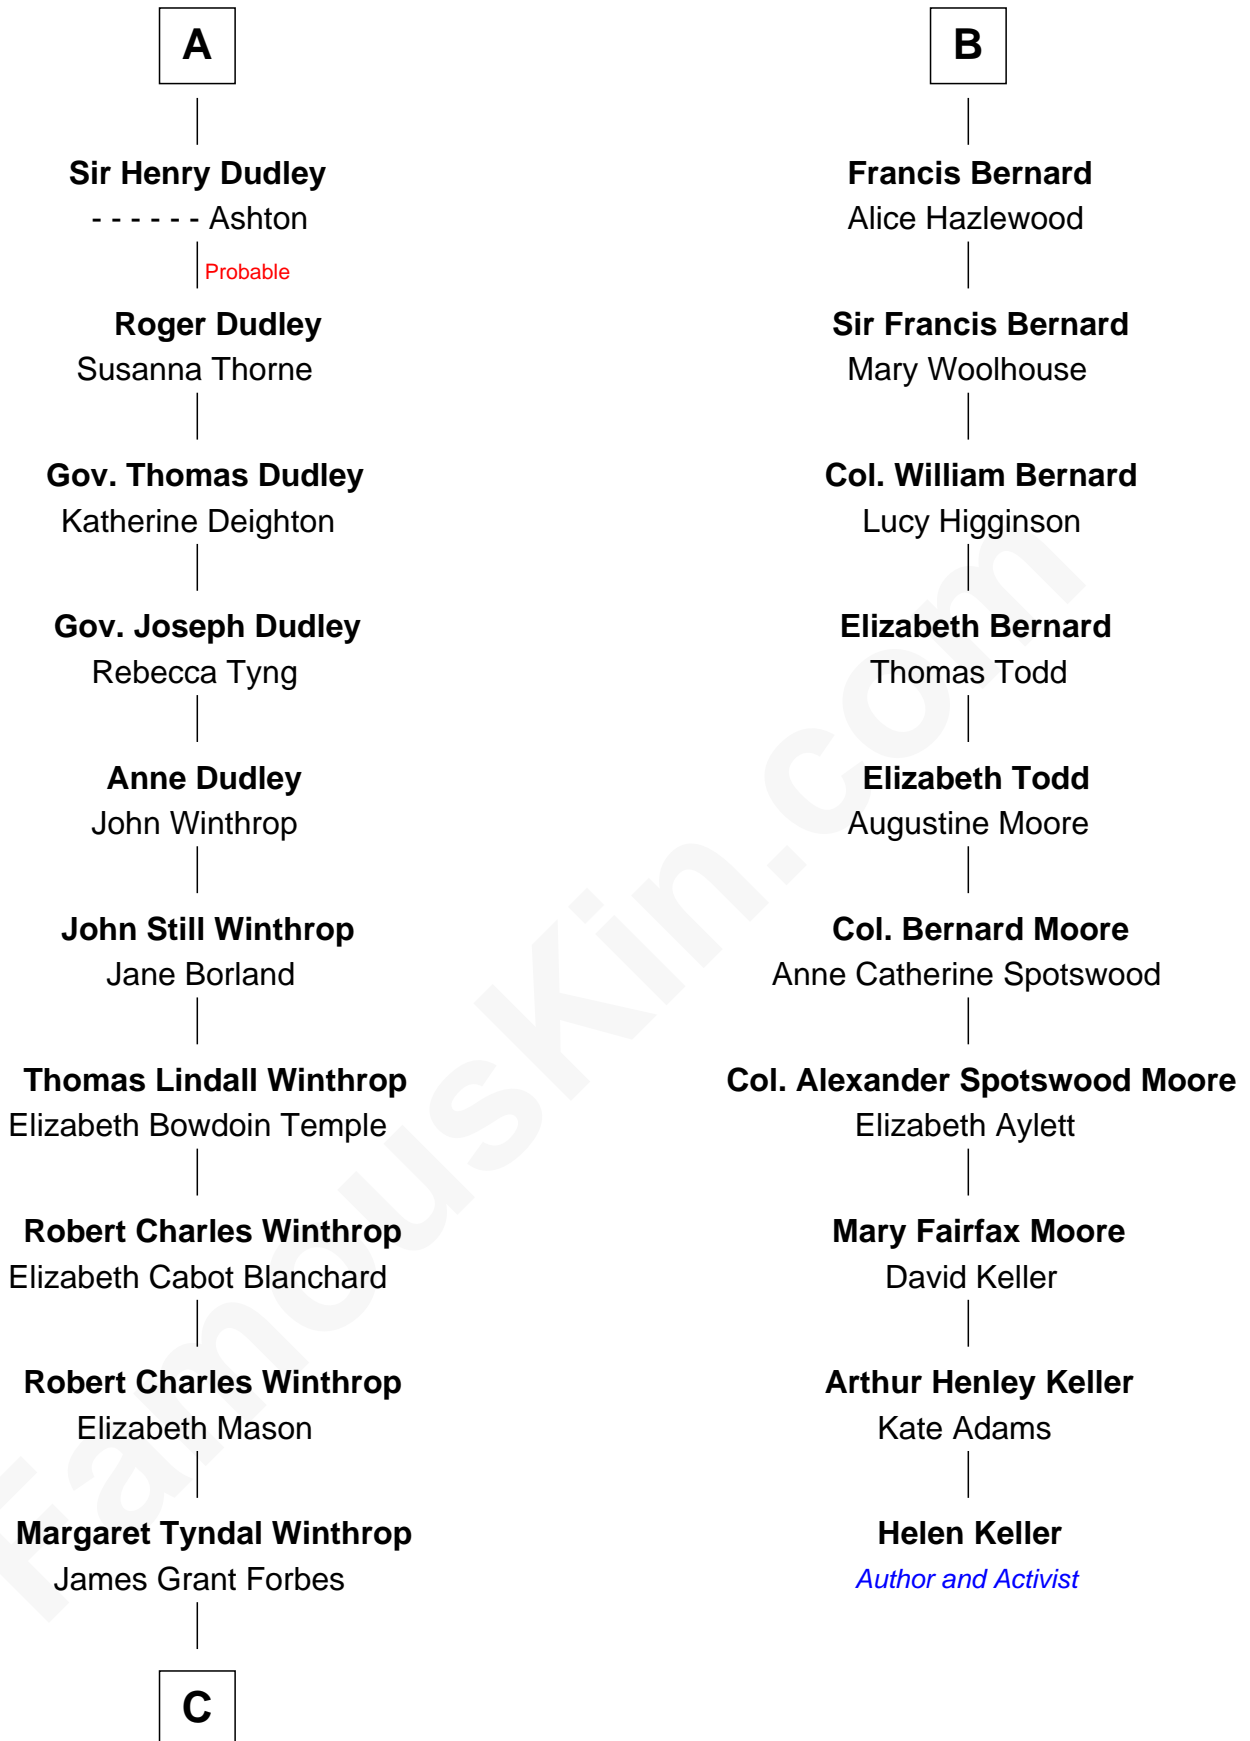 A
Sir Henry Dudley
- - - - - - Ashton
Probable
Roger Dudley
Susanna Thorne
Gov. Thomas Dudley
Katherine Deighton
Gov. Joseph Dudley
Rebecca Tyng
Anne Dudley
John Winthrop
John Still Winthrop
Jane Borland
Thomas Lindall Winthrop
Elizabeth Bowdoin Temple
Robert Charles Winthrop
Elizabeth Cabot Blanchard
Robert Charles Winthrop
Elizabeth Mason
Margaret Tyndal Winthrop
James Grant Forbes
C
B
Francis Bernard
Alice Hazlewood
Sir Francis Bernard
Mary Woolhouse
Col. William Bernard
Lucy Higginson
Elizabeth Bernard
Thomas Todd
Elizabeth Todd
Augustine Moore
Col. Bernard Moore
Anne Catherine Spotswood
Col. Alexander Spotswood Moore
Elizabeth Aylett
Mary Fairfax Moore
David Keller
Arthur Henley Keller
Kate Adams
Helen Keller
Author and Activist
FamousKin.com